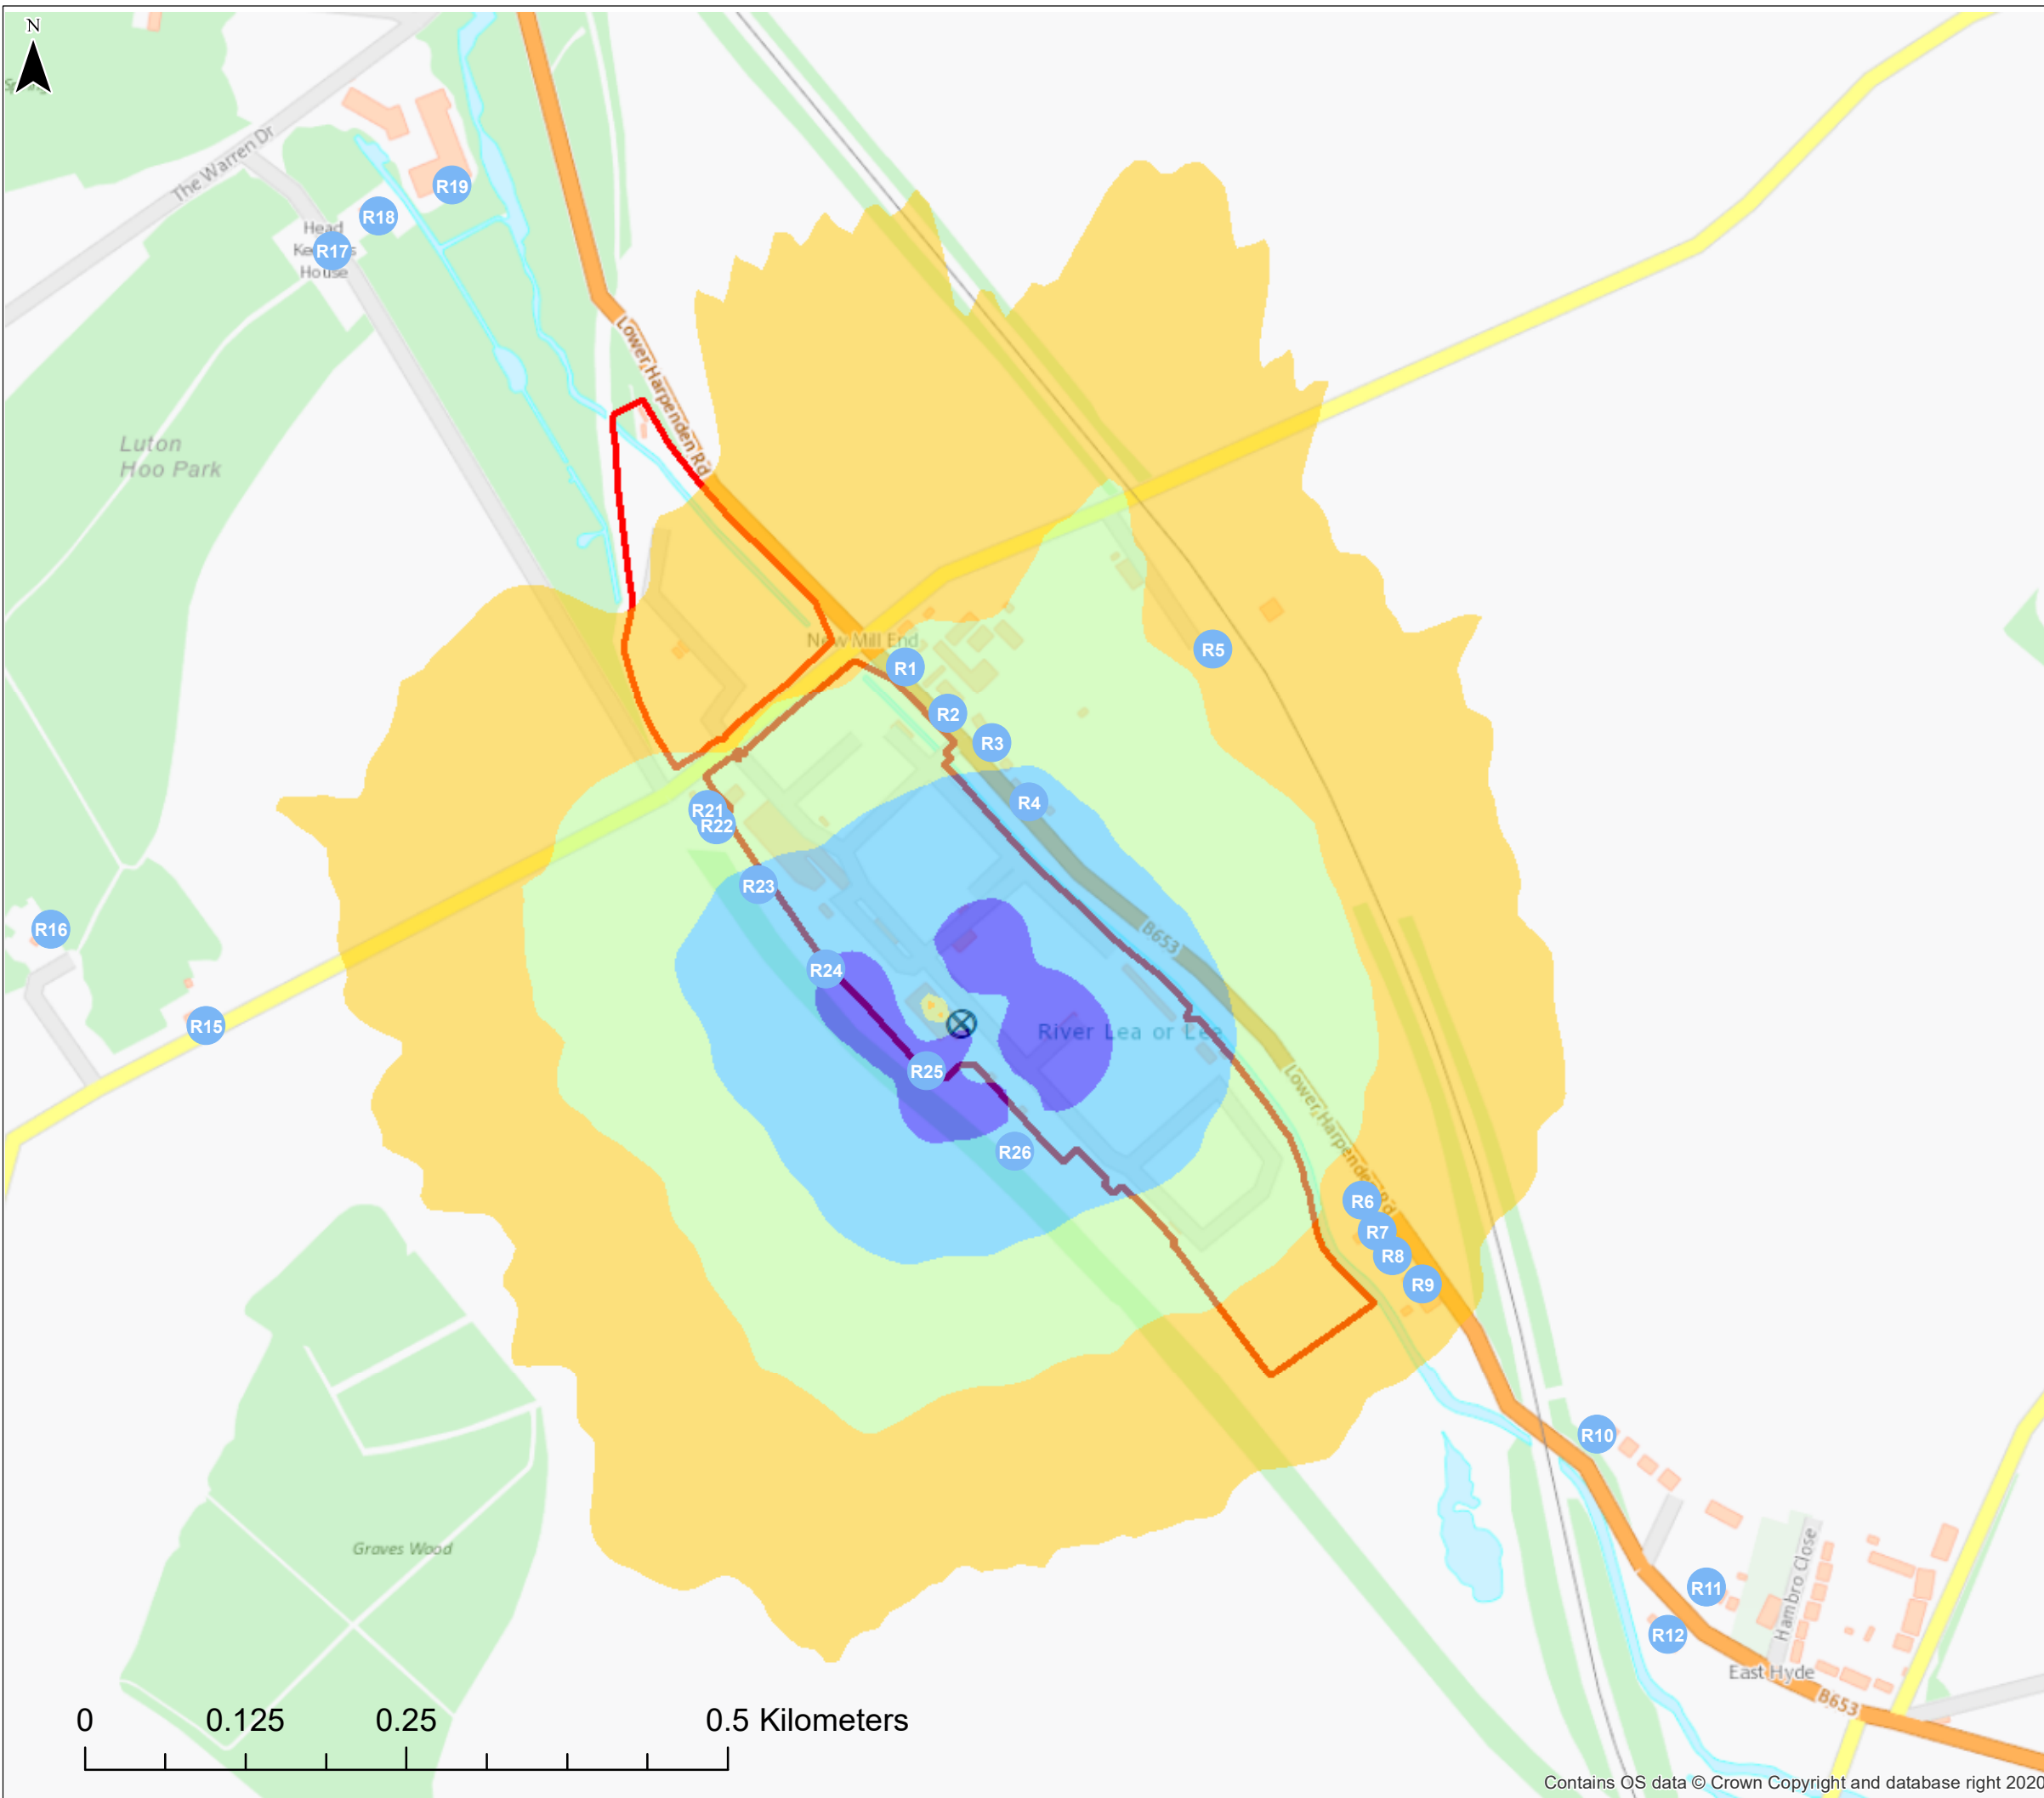 N
The Warren Dr
R19
R18
Head
R17
House
Lower Harpenden Rd
Luton
Hoo Park
New Mill End
R1
R5
R2
R3
R4
R21
R22
R23
R16
B653
R24
R15
River Lea or Lee
R25
Lower Harpenden Rd
R26
R6
R7
R8
R9
R10
Graves Wood
Hambro Close
R11
R12
East Hyde
B653
0 0.125 0.25 0.5 Kilometers
Contains OS data © Crown Copyright and database right 2020